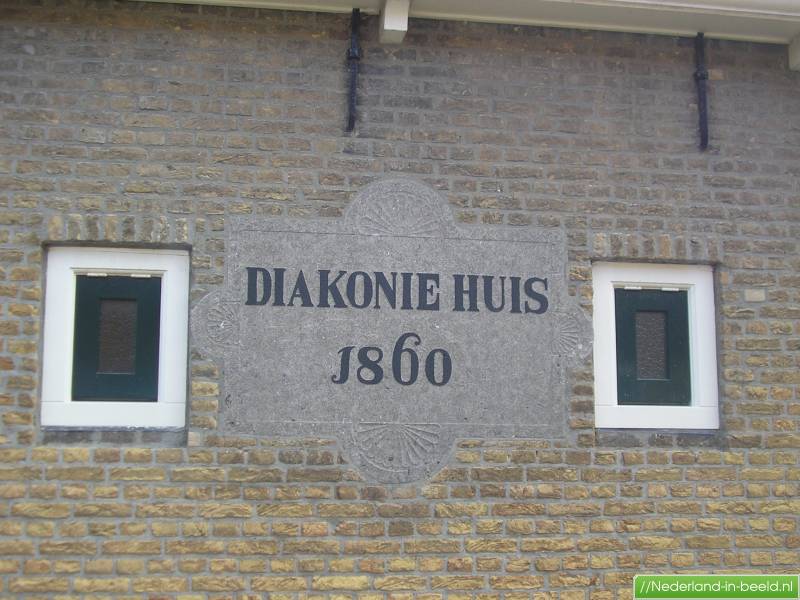 DIAKONIE HUIS
1860
//Nederland-in-beeld.nl